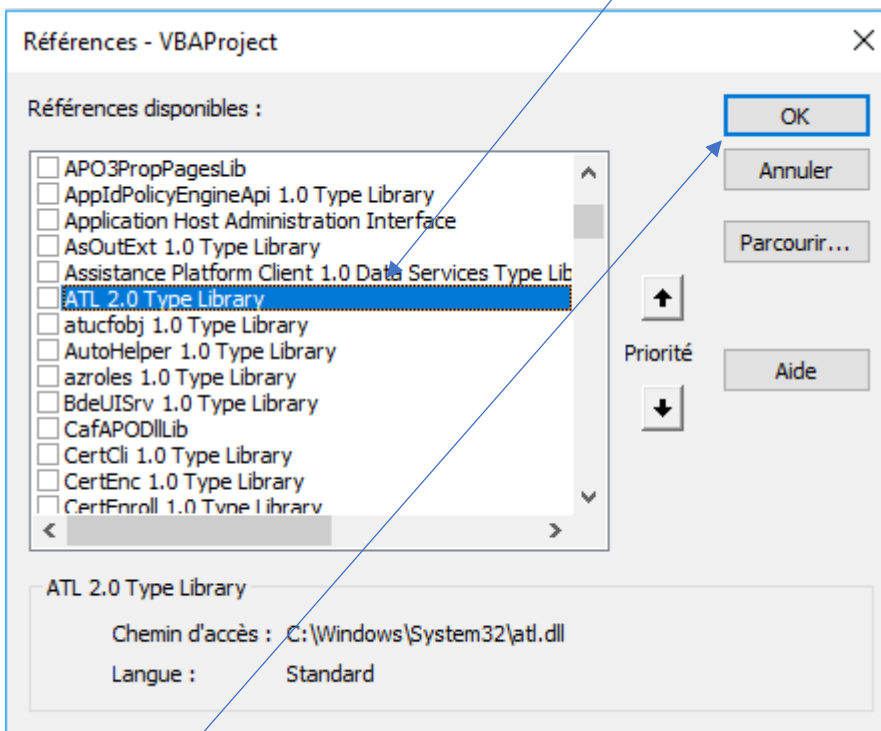 Références - VBAProject
Références disponibles :
OK
Annuler
Parcourir...
Priorité
Aide
APO3PropPagesLib
AppIdPolicyEngineApi 1.0 Type Library
Application Host Administration Interface
AsOutExt 1.0 Type Library
Assistance Platform Client 1.0 Data Services Type Lib
ATL 2.0 Type Library
atucfobj 1.0 Type Library
AutoHelper 1.0 Type Library
azroles 1.0 Type Library
BdeUISrv 1.0 Type Library
CafAPODllLib
CertCli 1.0 Type Library
CertEnc 1.0 Type Library
CertEnroll 1.0 Type Library
ATL 2.0 Type Library
Chemin d'accès : C:\Windows\System32\atl.dll
Langue : Standard